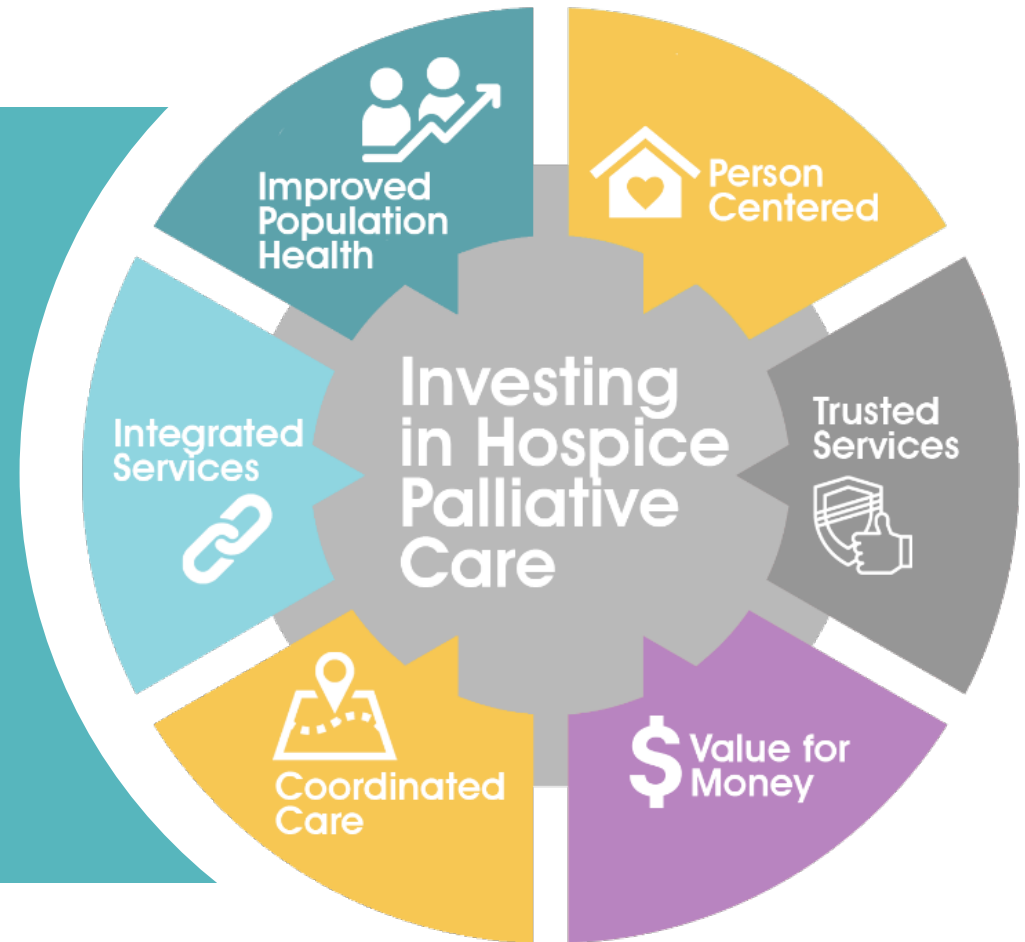 Improved
Population
Health
Person
Centered
Trusted
Services
Value for
Money
Coordinated
Care
Integrated
Services
Investing
in Hospice
Palliative
Care
$